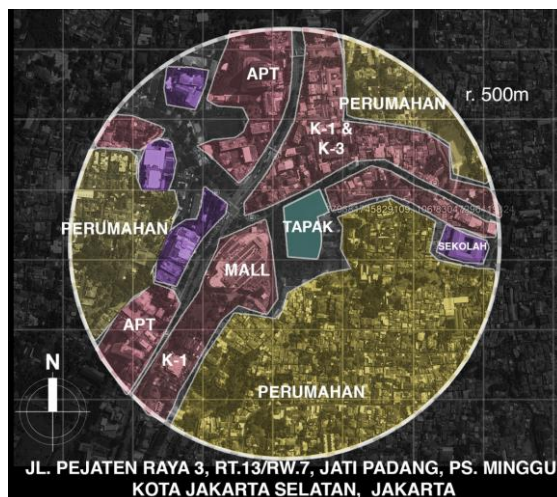 APT
r. 500m
PERUMAHAN
K-1 &
K-3
PERUMAHAN
TAPAK
SEKOLAH
MALL
APT
K-1
PERUMAHAN
N
JL. PEJATEN RAYA 3, RT.13/RW.7, JATI PADANG, PS. MINGGU
KOTA JAKARTA SELATAN, JAKARTA